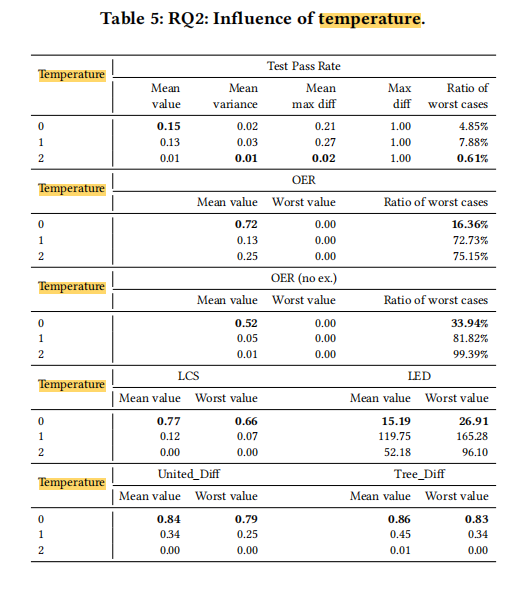 Table 5: RQ2: Influence of temperature.
Temperature Test Pass Rate
Mean value Mean variance Mean max diff Max diff Ratio of worst cases
0 0.15 0.02 0.21 1.00 4.85%
1 0.13 0.03 0.27 1.00 7.88%
2 0.01 0.01 0.02 1.00 0.61%
Temperature OER
Mean value Worst value Ratio of worst cases
0 0.72 0.00 16.36%
1 0.13 0.00 72.73%
2 0.25 0.00 75.15%
Temperature OER (no ex.)
Mean value Worst value Ratio of worst cases
0 0.52 0.00 33.94%
1 0.05 0.00 81.82%
2 0.01 0.00 99.39%
Temperature LCS LED
Mean value Worst value Mean value Worst value
0 0.77 0.66 15.19 26.91
1 0.12 0.07 119.75 165.28
2 0.00 0.00 52.18 96.10
Temperature United_Diff Tree_Diff
Mean value Worst value Mean value Worst value
0 0.84 0.79 0.86 0.83
1 0.34 0.25 0.45 0.34
2 0.00 0.00 0.01 0.00